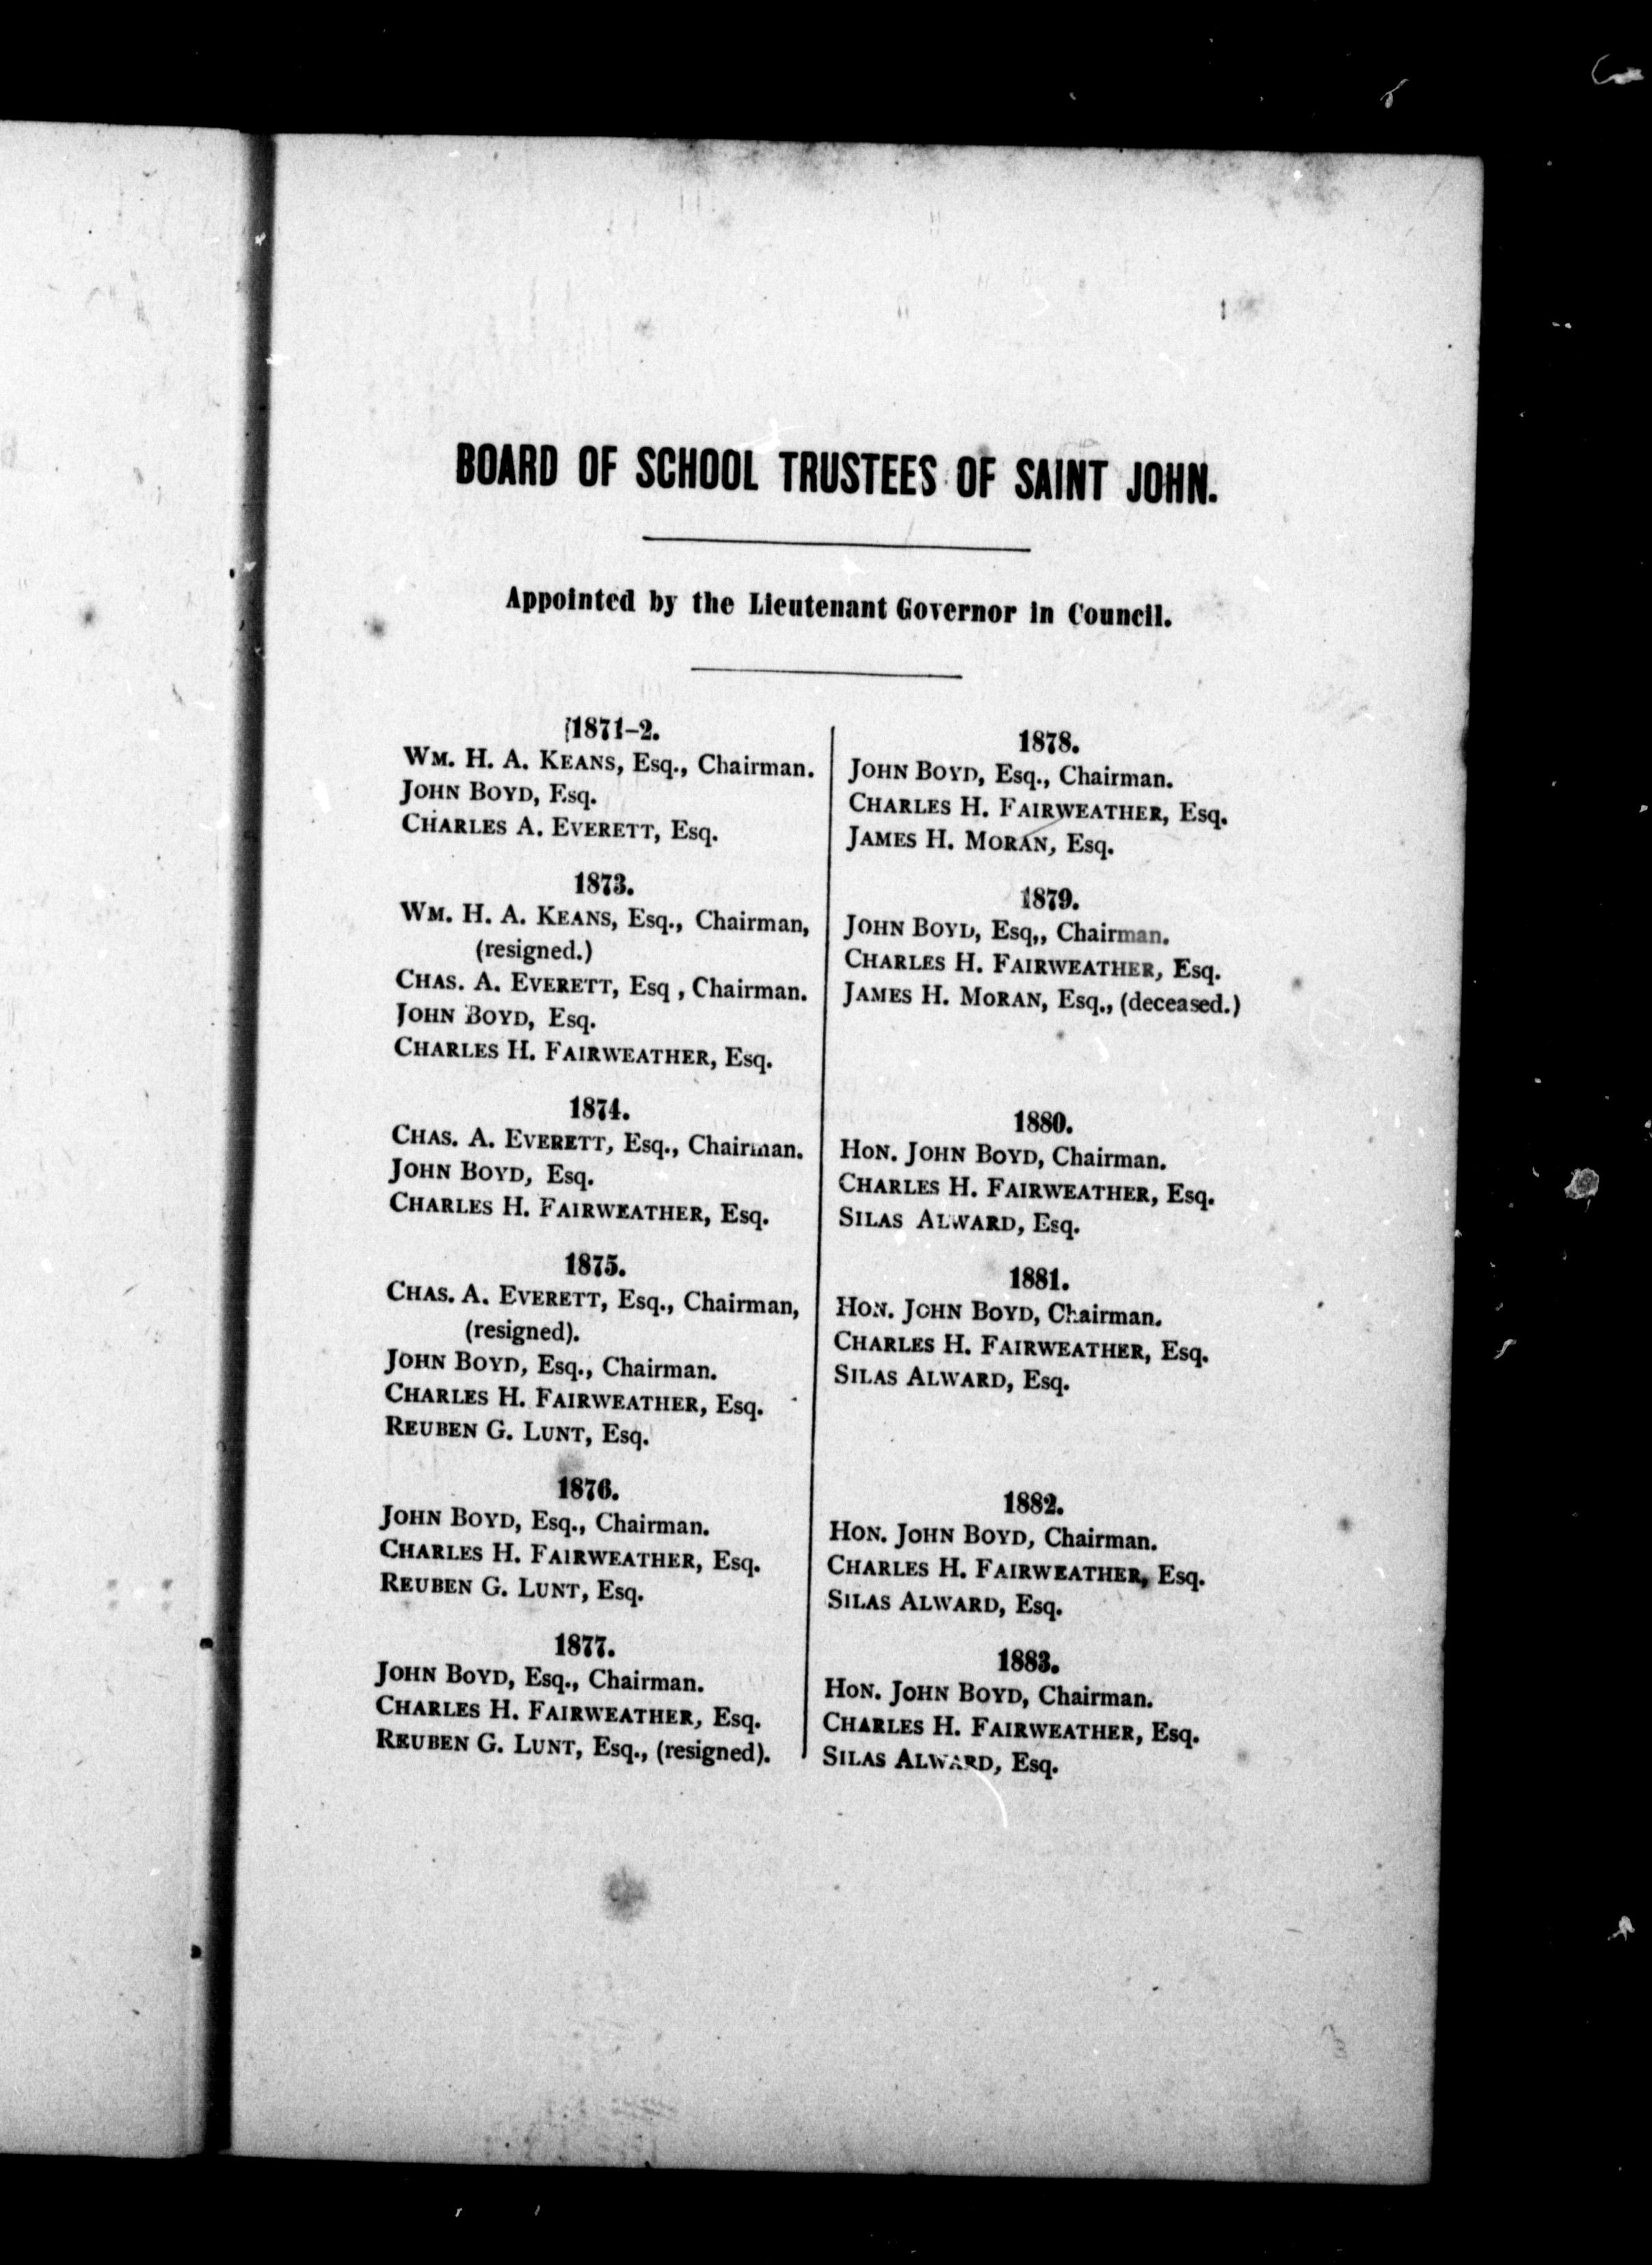 BOARD OF SCHOOL TRUSTEES OF SAINT JOHN.
Appointed by the Lieutenant Governor in Council.
1871-2.
WM. H. A. KEANS, Esq., Chairman.
JOHN BOYD, Esq.
CHARLES A. EVERETT, Esq.
1873.
WM. H. A. KEANS, Esq., Chairman,
(resigned.)
CHAS. A. EVERETT, Esq , Chairman.
JOHN BOYD, Esq.
CHARLES H. FAIRWEATHER, Esq.
1874.
CHAS. A. EVERETT, Esq., Chairman.
JOHN BOYD, Esq.
CHARLES H. FAIRWEATHER, Esq.
1875.
CHAS. A. EVERETT, Esq., Chairman,
(resigned).
JOHN BOYD, Esq., Chairman.
CHARLES H. FAIRWEATHER, Esq.
REUBEN G. LUNT, Esq.
1876.
JOHN BOYD, Esq., Chairman.
CHARLES H. FAIRWEATHER, Esq.
REUBEN G. LUNT, Esq.
1877.
JOHN BOYD, Esq., Chairman.
CHARLES H. FAIRWEATHER, Esq.
REUBEN G. LUNT, Esq., (resigned).
1878.
JOHN BOYD, Esq., Chairman.
CHARLES H. FAIRWEATHER, Esq.
JAMES H. MORAN, Esq.
1879.
JOHN BOYD, Esq,, Chairman.
CHARLES H. FAIRWEATHER, Esq.
JAMES H. MORAN, Esq., (deceased.)
1880.
HON. JOHN BOYD, Chairman.
CHARLES H. FAIRWEATHER, Esq.
SILAS ALWARD, Esq.
1881.
HON. JOHN BOYD, Chairman.
CHARLES H. FAIRWEATHER, Esq.
SILAS ALWARD, Esq.
1882.
HON. JOHN BOYD, Chairman.
CHARLES H. FAIRWEATHER, Esq.
SILAS ALWARD, Esq.
1883.
HON. JOHN BOYD, Chairman.
CHARLES H. FAIRWEATHER, Esq.
SILAS ALWARD, Esq.